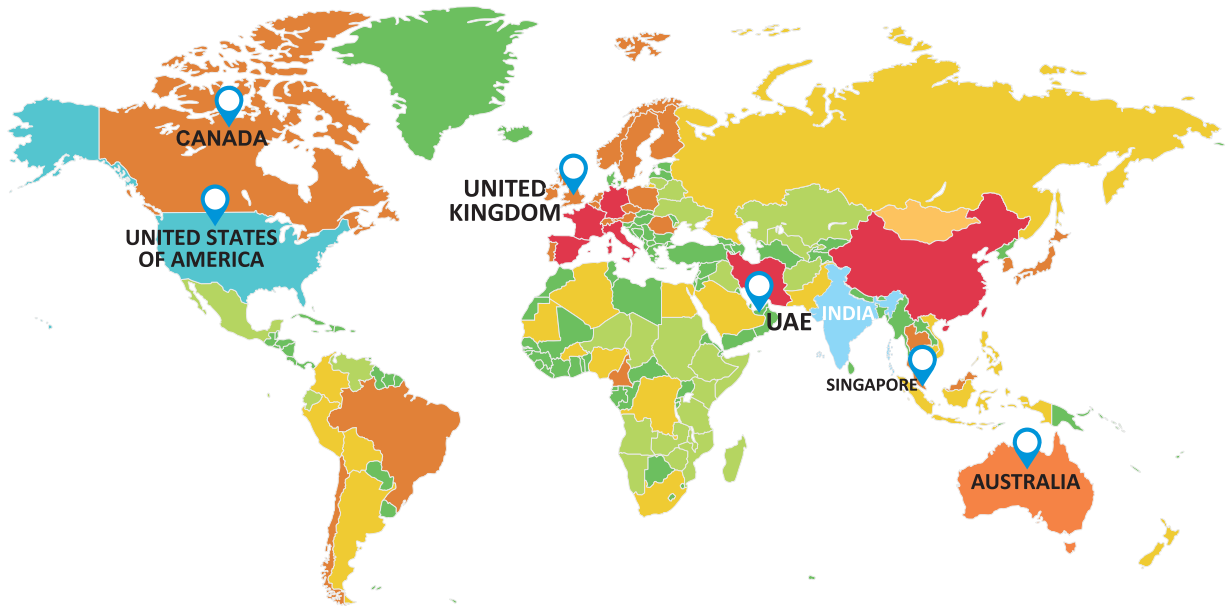 CANADA
UNITED
KINGDOM
UNITED STATES
OF AMERICA
UAE
INDIA
SINGAPORE
AUSTRALIA